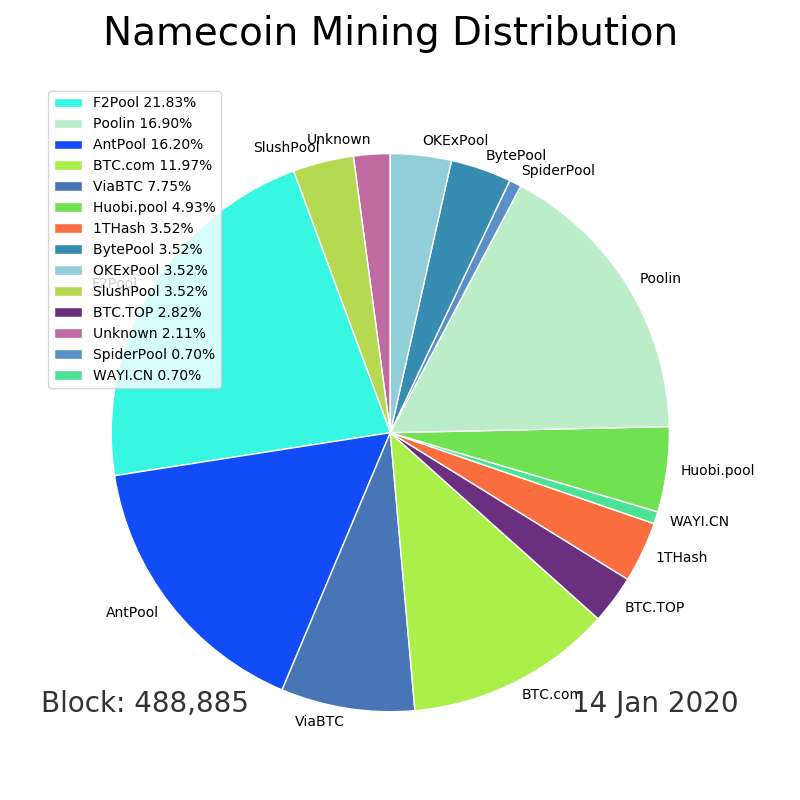 Namecoin Mining Distribution
F2Pool 21.83%
Poolin 16.90%
AntPool 16.20%
BTC.com 11.97%
ViaBTC 7.75%
Huobi.pool 4.93%
1THash 3.52%
BytePool 3.52%
OKExPool 3.52%
SlushPool 3.52%
BTC.TOP 2.82%
Unknown 2.11%
SpiderPool 0.70%
WAYI.CN 0.70%
SlushPool
Unknown
OKExPool
BytePool
SpiderPool
Poolin
F2Pool
Huobi.pool
WAYI.CN
1THash
BTC.TOP
AntPool
BTC.com
ViaBTC
Block: 488,885
14 Jan 2020